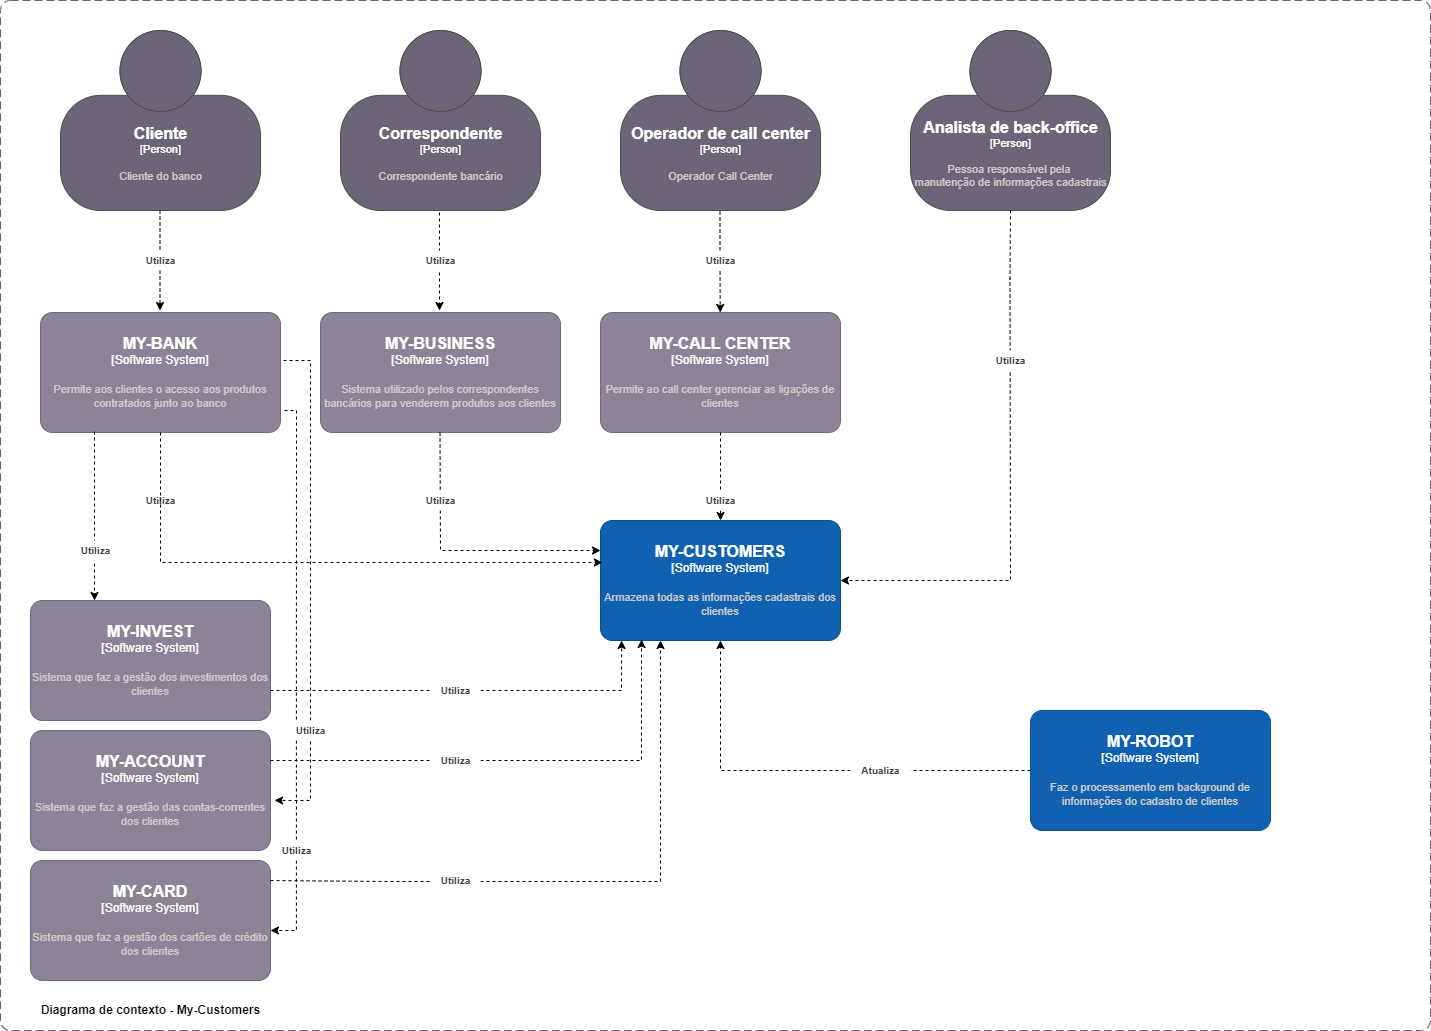 Cliente
[Person]
Cliente do banco
Correspondente
[Person]
Correspondente bancário
Operador de call center
[Person]
Operador Call Center
Analista de back-office
[Person]
Pessoa responsável pela
manutenção de informações cadastrais
Utiliza
Utiliza
Utiliza
Utiliza
MY-BANK
[Software System]
Permite aos clientes o acesso aos produtos
contratados junto ao banco
MY-BUSINESS
[Software System]
Sistema utilizado pelos correspondentes
bancários para venderem produtos aos clientes
MY-CALL CENTER
[Software System]
Permite ao call center gerenciar as ligações de
clientes
Utiliza
Utiliza
Utiliza
Utiliza
MY-CUSTOMERS
[Software System]
Armazena todas as informações cadastrais dos
clientes
MY-INVEST
[Software System]
Sistema que faz a gestão dos investimentos dos
clientes
Utiliza
Utiliza
MY-ACCOUNT
[Software System]
Sistema que faz a gestão das contas-correntes
dos clientes
Utiliza
Atualiza
MY-ROBOT
[Software System]
Faz o processamento em background de
informações do cadastro de clientes
Utiliza
MY-CARD
[Software System]
Sistema que faz a gestão dos cartões de crédito
dos clientes
Utiliza
Diagrama de contexto - My-Customers